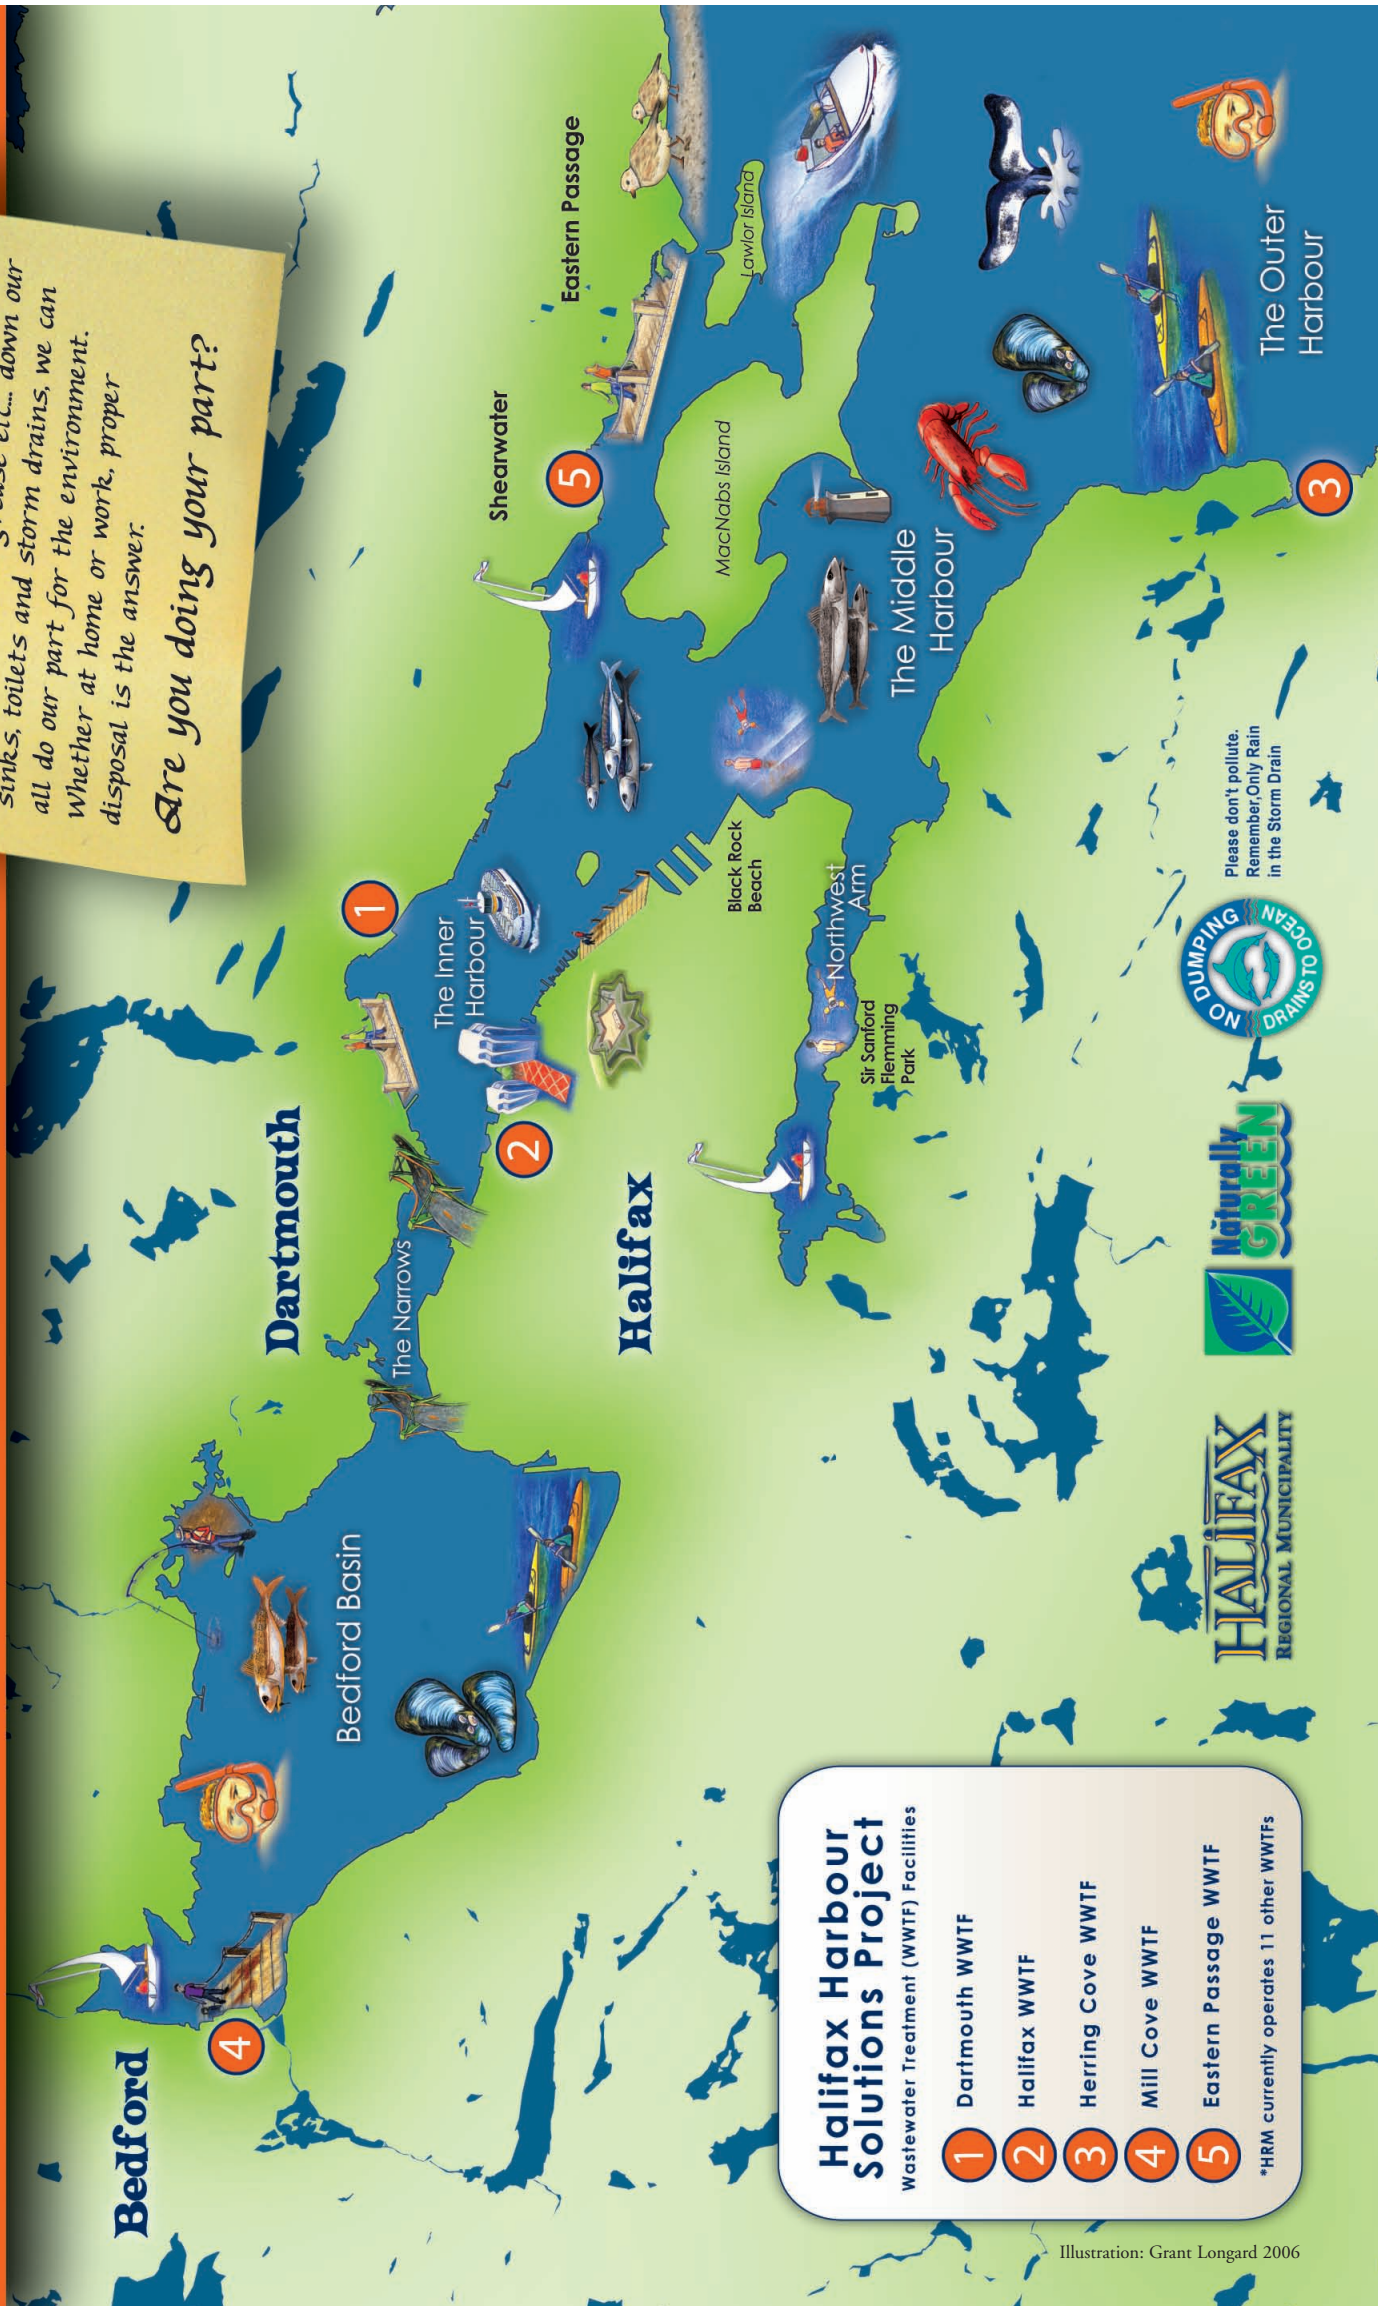 sinks, toilets and storm drains, we can
all do our part for the environment.
Whether at home or work, proper
disposal is the answer.
Are you doing your part?
Bedford
Dartmouth
Halifax
Bedford Basin
The Narrows
The Inner
Harbour
Shearwater
Eastern Passage
Lawlor Island
MacNabs Island
Black Rock
Beach
Northwest
Arm
Sir Sanford
Flemming
Park
The Middle
Harbour
The Outer
Harbour
1
2
3
4
5
Halifax Harbour
Solutions Project
Wastewater Treatment (WWTF) Facilities
1 Dartmouth WWTF
2 Halifax WWTF
3 Herring Cove WWTF
4 Mill Cove WWTF
5 Eastern Passage WWTF
*HRM currently operates 11 other WWTFs
HALIFAX
REGIONAL MUNICIPALITY
Naturally
GREEN
NO DUMPING
DRAINS TO OCEAN
Please don't pollute.
Remember,Only Rain
in the Storm Drain
Illustration: Grant Longard 2006